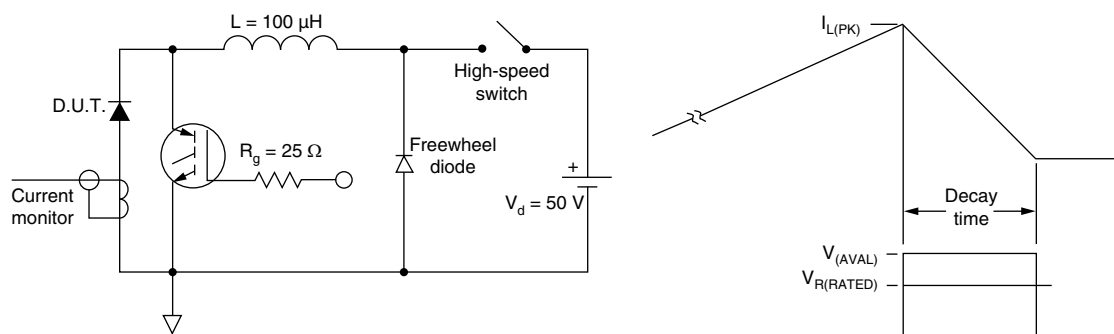 L = 100 µH
High-speed
switch
D.U.T.
R_g = 25 Ω
Freewheel
diode
+
V_d = 50 V
Current
monitor
I_L(PK)
Decay
time
V_(AVAL)
V_R(RATED)